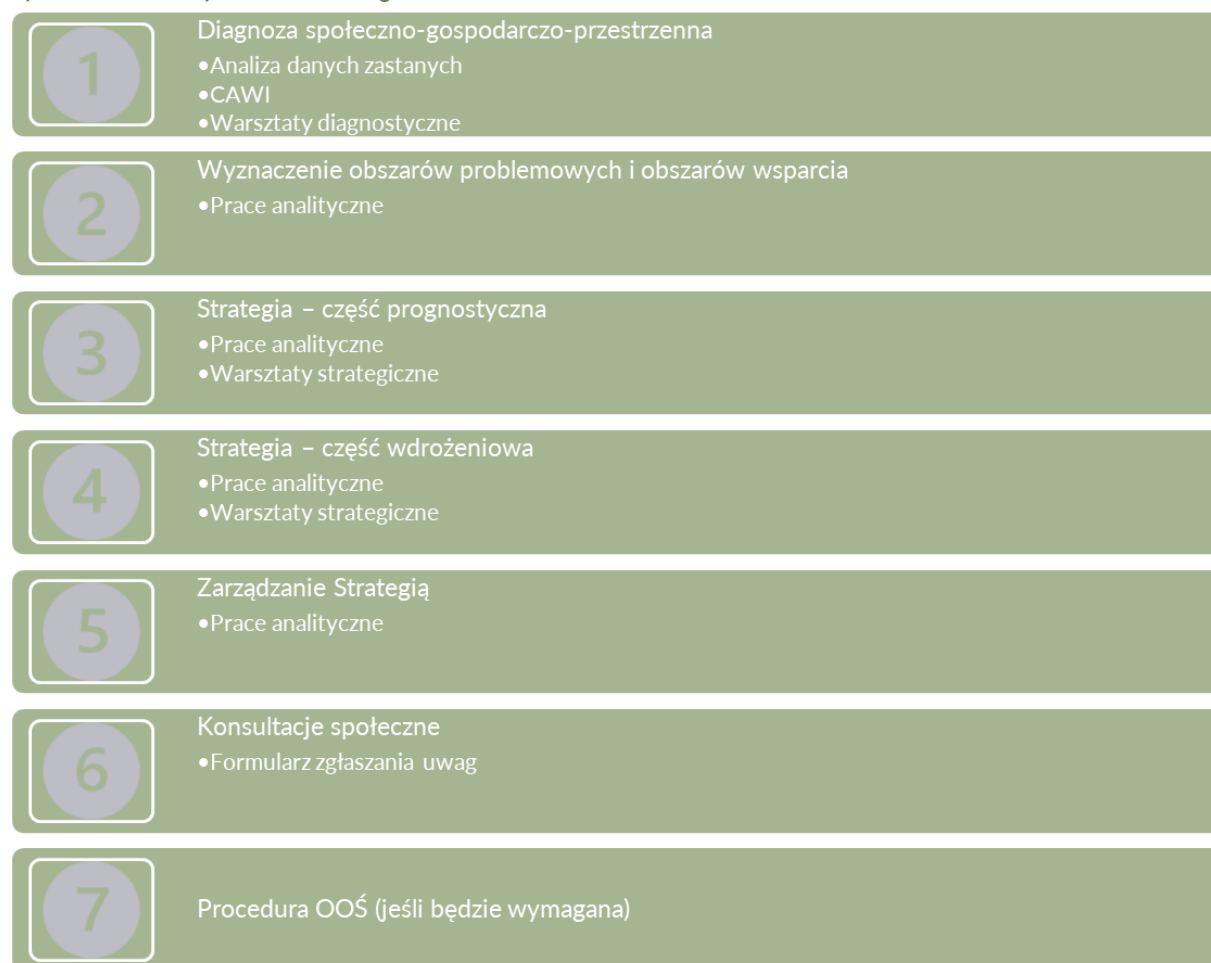 1
Diagnoza społeczno-gospodarczo-przestrzenna
•Analiza danych zastanych
•CAWI
•Warsztaty diagnostyczne
2
Wyznaczenie obszarów problemowych i obszarów wsparcia
•Prace analityczne
3
Strategia – część prognostyczna
•Prace analityczne
•Warsztaty strategiczne
4
Strategia – część wdrożeniowa
•Prace analityczne
•Warsztaty strategiczne
5
Zarządzanie Strategią
•Prace analityczne
6
Konsultacje społeczne
•Formularz zgłaszania uwag
7
Procedura OOŚ (jeśli będzie wymagana)